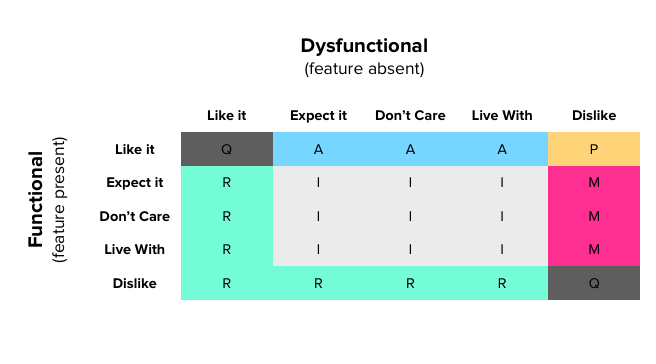 Dysfunctional
(feature absent)
Like it Expect it Don’t Care Live With Dislike
Functional
(feature present)
Like it Q A A A P
Expect it R I I I M
Don’t Care R I I I M
Live With R I I I M
Dislike R R R R Q